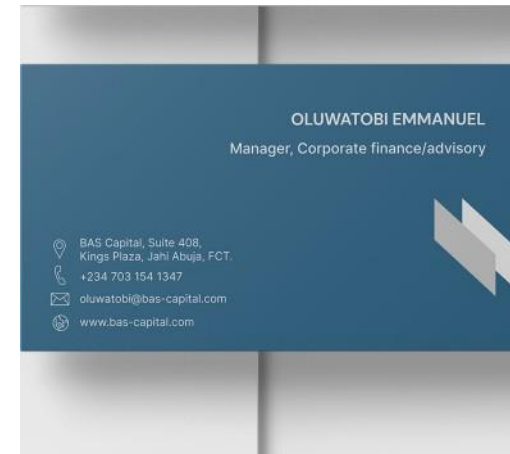 OLUWATOBI EMMANUEL
Manager, Corporate finance/advisory
BAS Capital, Suite 408,
Kings Plaza, Jahi Abuja, FCT.
+234 703 154 1347
oluwatobi@bas-capital.com
www.bas-capital.com